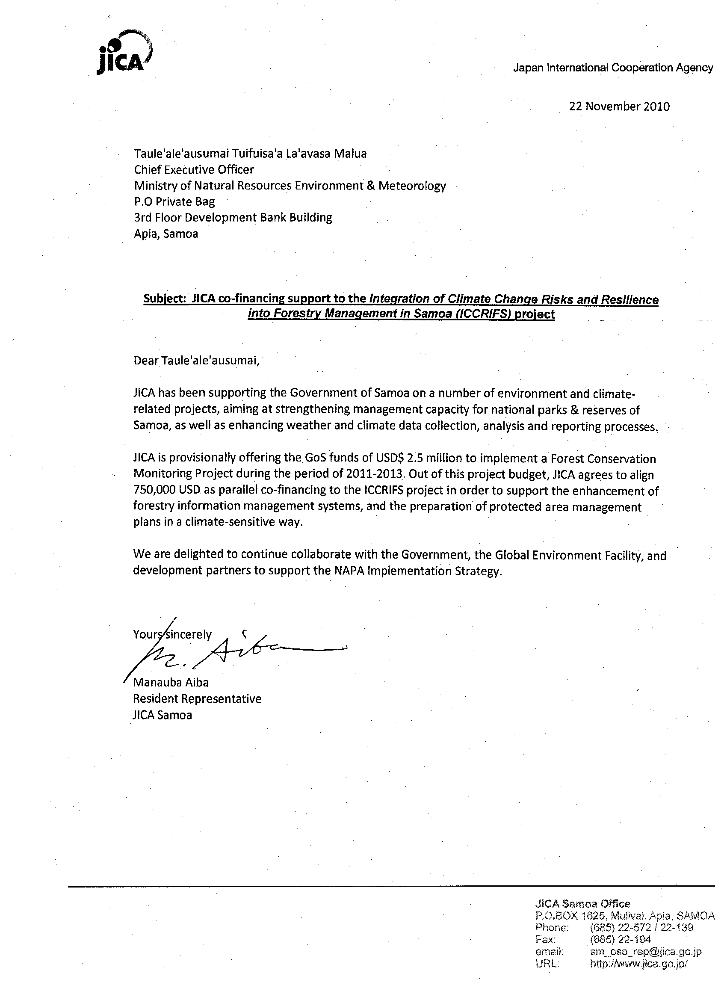 jica
Japan International Cooperation Agency
22 November 2010
Taule'ale'ausumai Tuifuisa'a La'avasa Malua
Chief Executive Officer
Ministry of Natural Resources Environment & Meteorology
P.O Private Bag
3rd Floor Development Bank Building
Apia, Samoa
Subject: JICA co-financing support to the Integration of Climate Change Risks and Resilience
into Forestry Management in Samoa (ICCRIFS) project
Dear Taule'ale'ausumai,
JICA has been supporting the Government of Samoa on a number of environment and climate-
related projects, aiming at strengthening management capacity for national parks & reserves of
Samoa, as well as enhancing weather and climate data collection, analysis and reporting processes.
JICA is provisionally offering the GoS funds of USD$ 2.5 million to implement a Forest Conservation
Monitoring Project during the period of 2011-2013. Out of this project budget, JICA agrees to align
750,000 USD as parallel co-financing to the ICCRIFS project in order to support the enhancement of
forestry information management systems, and the preparation of protected area management
plans in a climate-sensitive way.
We are delighted to continue collaborate with the Government, the Global Environment Facility, and
development partners to support the NAPA Implementation Strategy.
Yours sincerely
M. Aiba
Manauba Aiba
Resident Representative
JICA Samoa
JICA Samoa Office
P.O.BOX 1625, Mulivai, Apia, SAMOA
Phone: (685) 22-572 / 22-139
Fax: (685) 22-194
email: sm_oso_rep@jica.go.jp
URL: http://www.jica.go.jp/